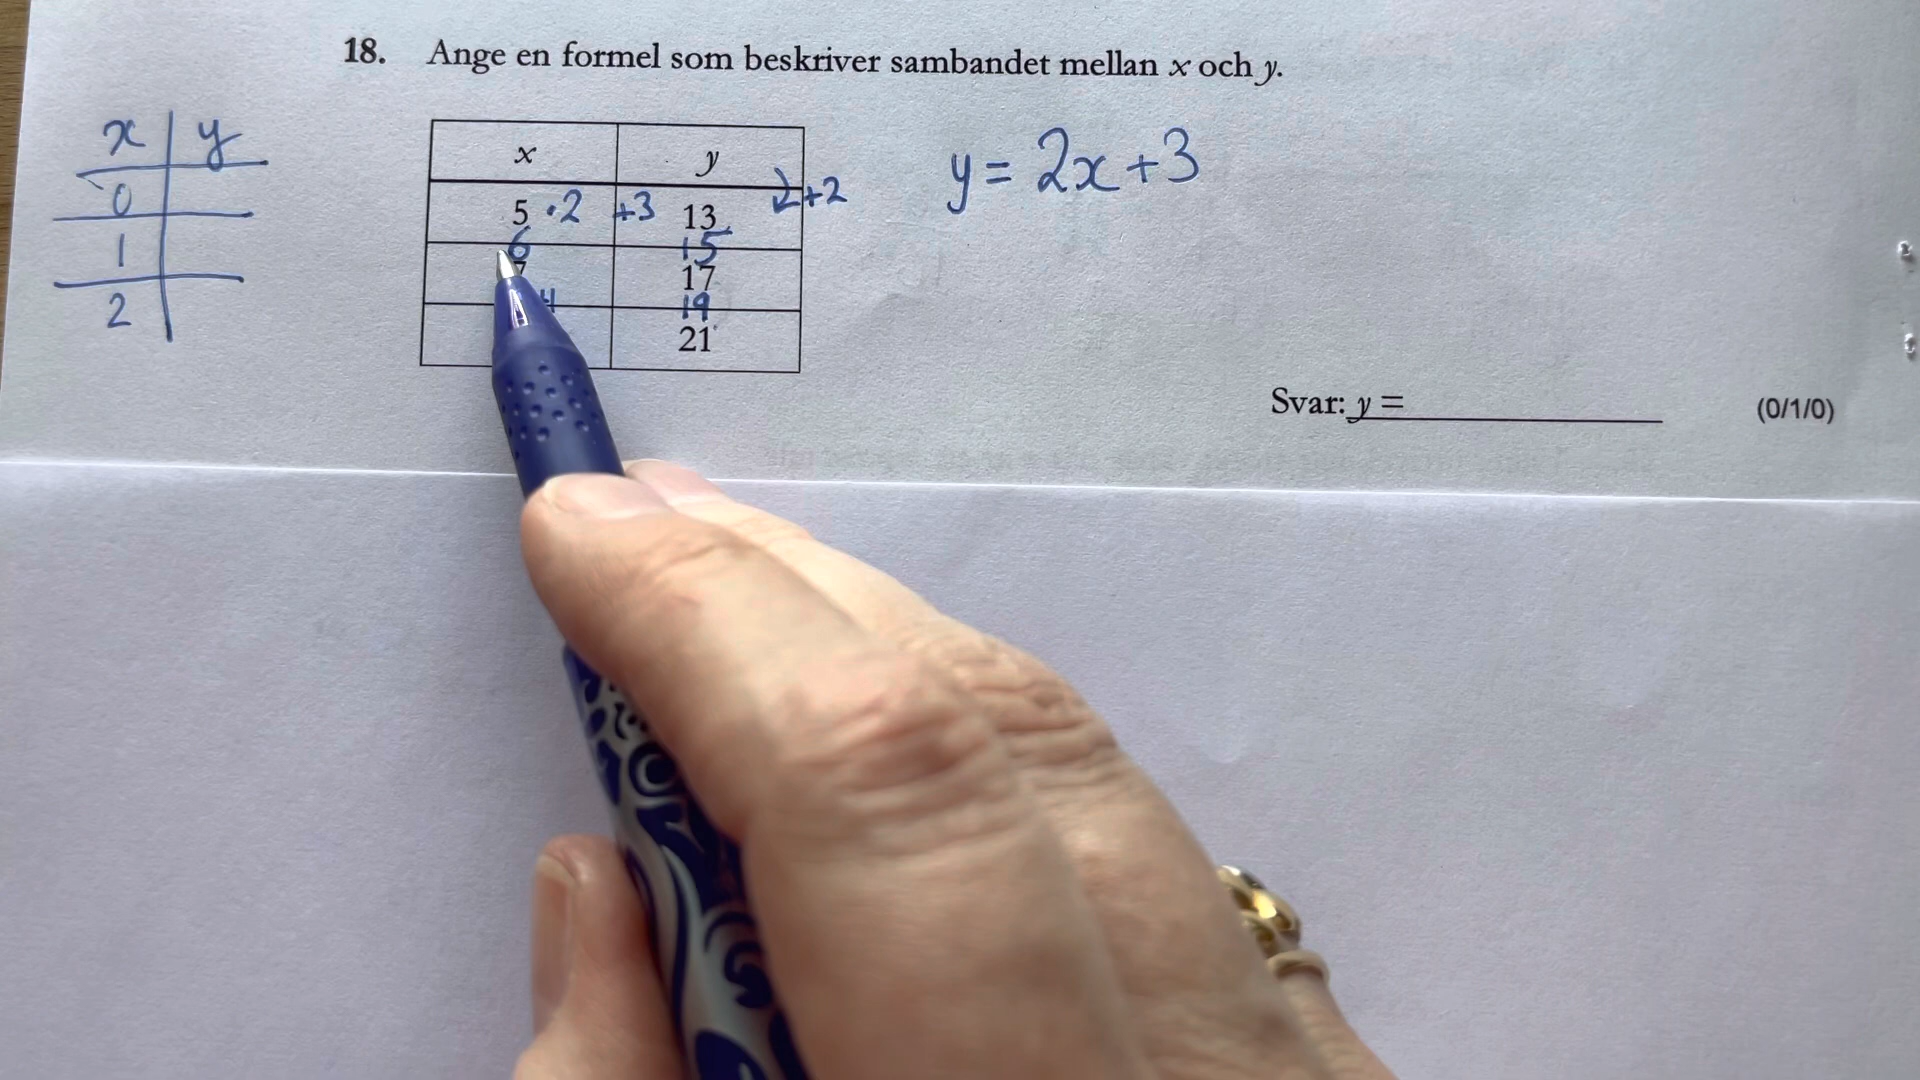 18. Ange en formel som beskriver sambandet mellan x och y.
x y
0
1
2
x y
+2
5 ·2 +3 13
6 15
7 17
19
21
y = 2x + 3
Svar: y =
(0/1/0)